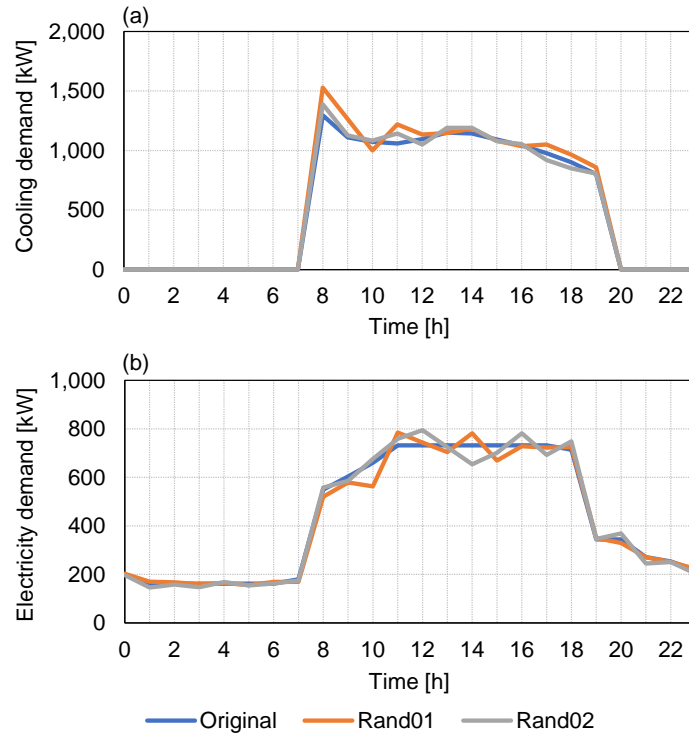 (a)
2,000
1,500
1,000
500
0
Cooling demand [kW]
0 2 4 6 8 10 12 14 16 18 20 22
Time [h]
(b)
1,000
800
600
400
200
0
Electricity demand [kW]
0 2 4 6 8 10 12 14 16 18 20 22
Time [h]
Original Rand01 Rand02